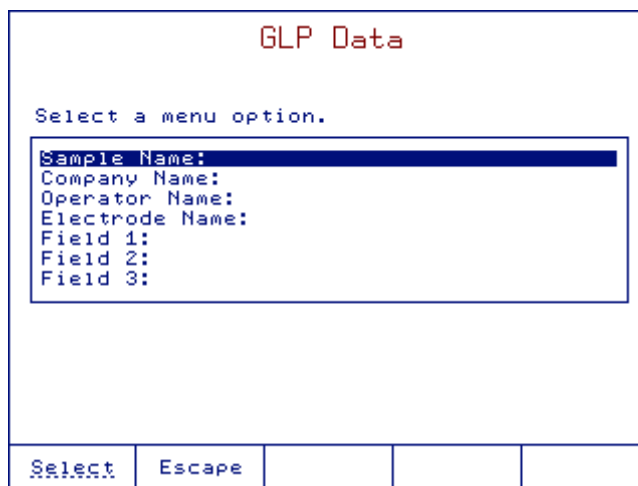 GLP Data
Select a menu option.
Sample Name:
Company Name:
Operator Name:
Electrode Name:
Field 1:
Field 2:
Field 3:
Select Escape